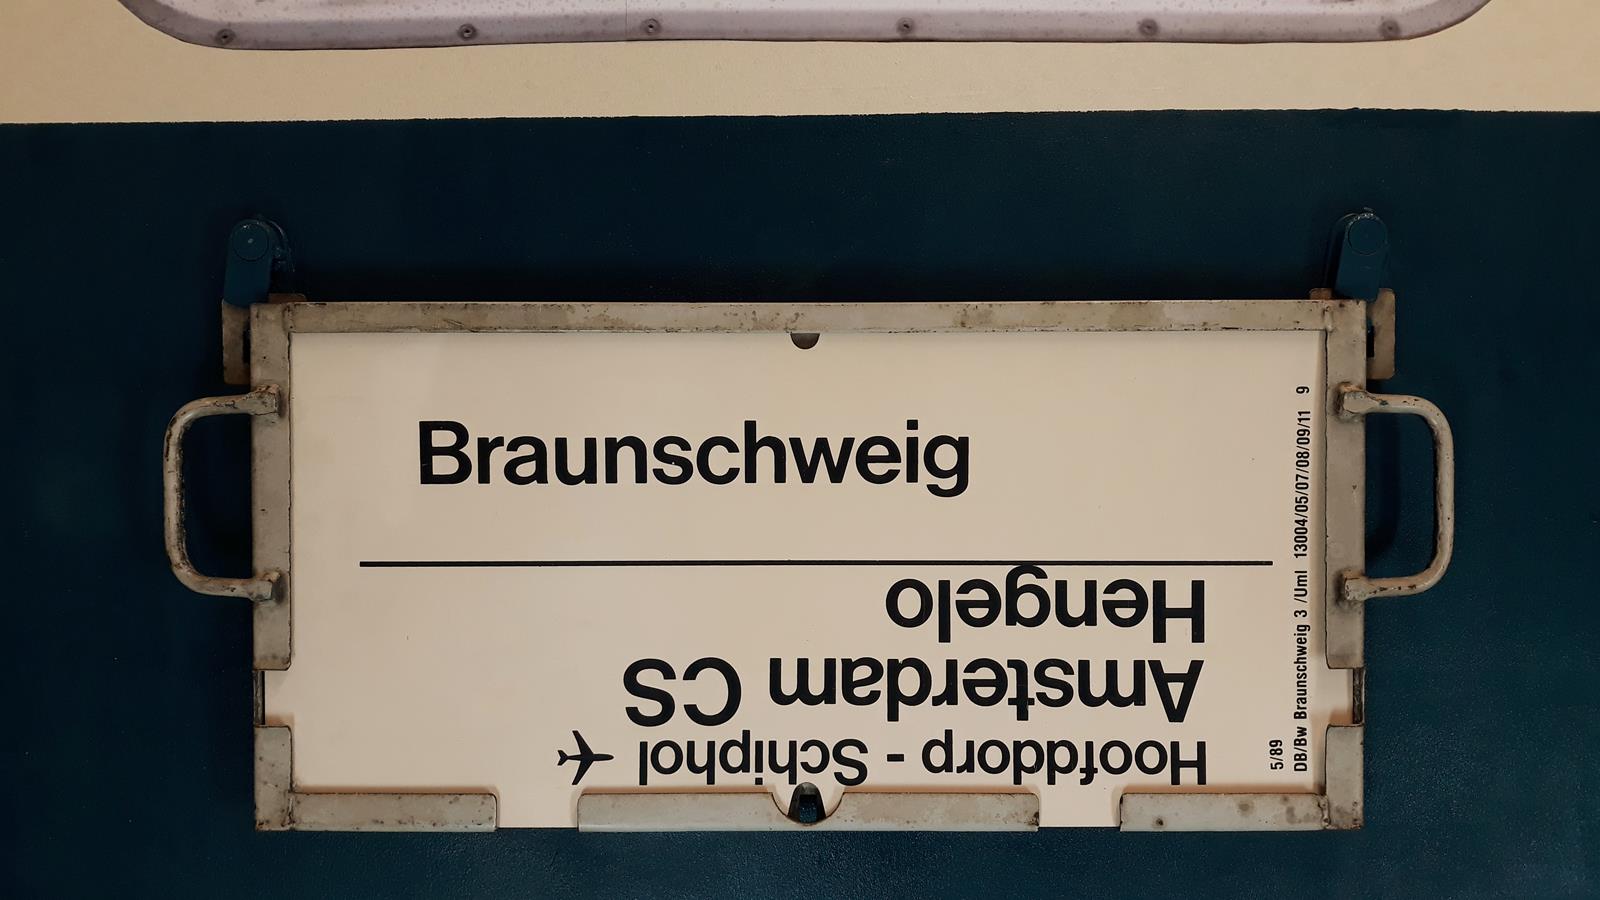 Braunschweig
Hoofddorp - Schiphol
Amsterdam CS
Hengelo
5/89
DB/Bw Braunschweig 3 /Uml 13004/05/07/08/09/11 9